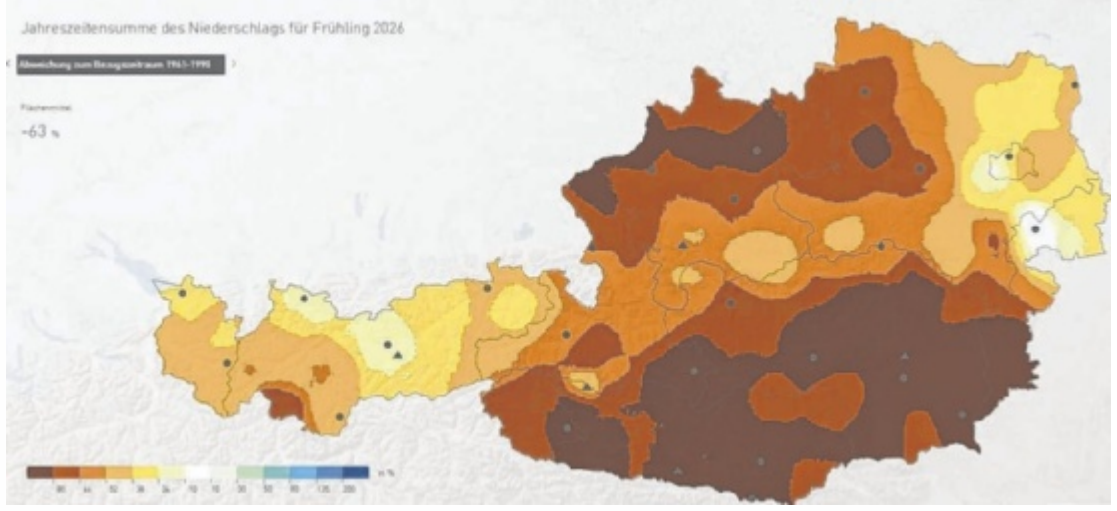 Jahreszeitensumme des Niederschlags für Frühling 2026
Abweichung zum Bezugszeitraum 1961-1990
Flächenmittel
-63 %
in %